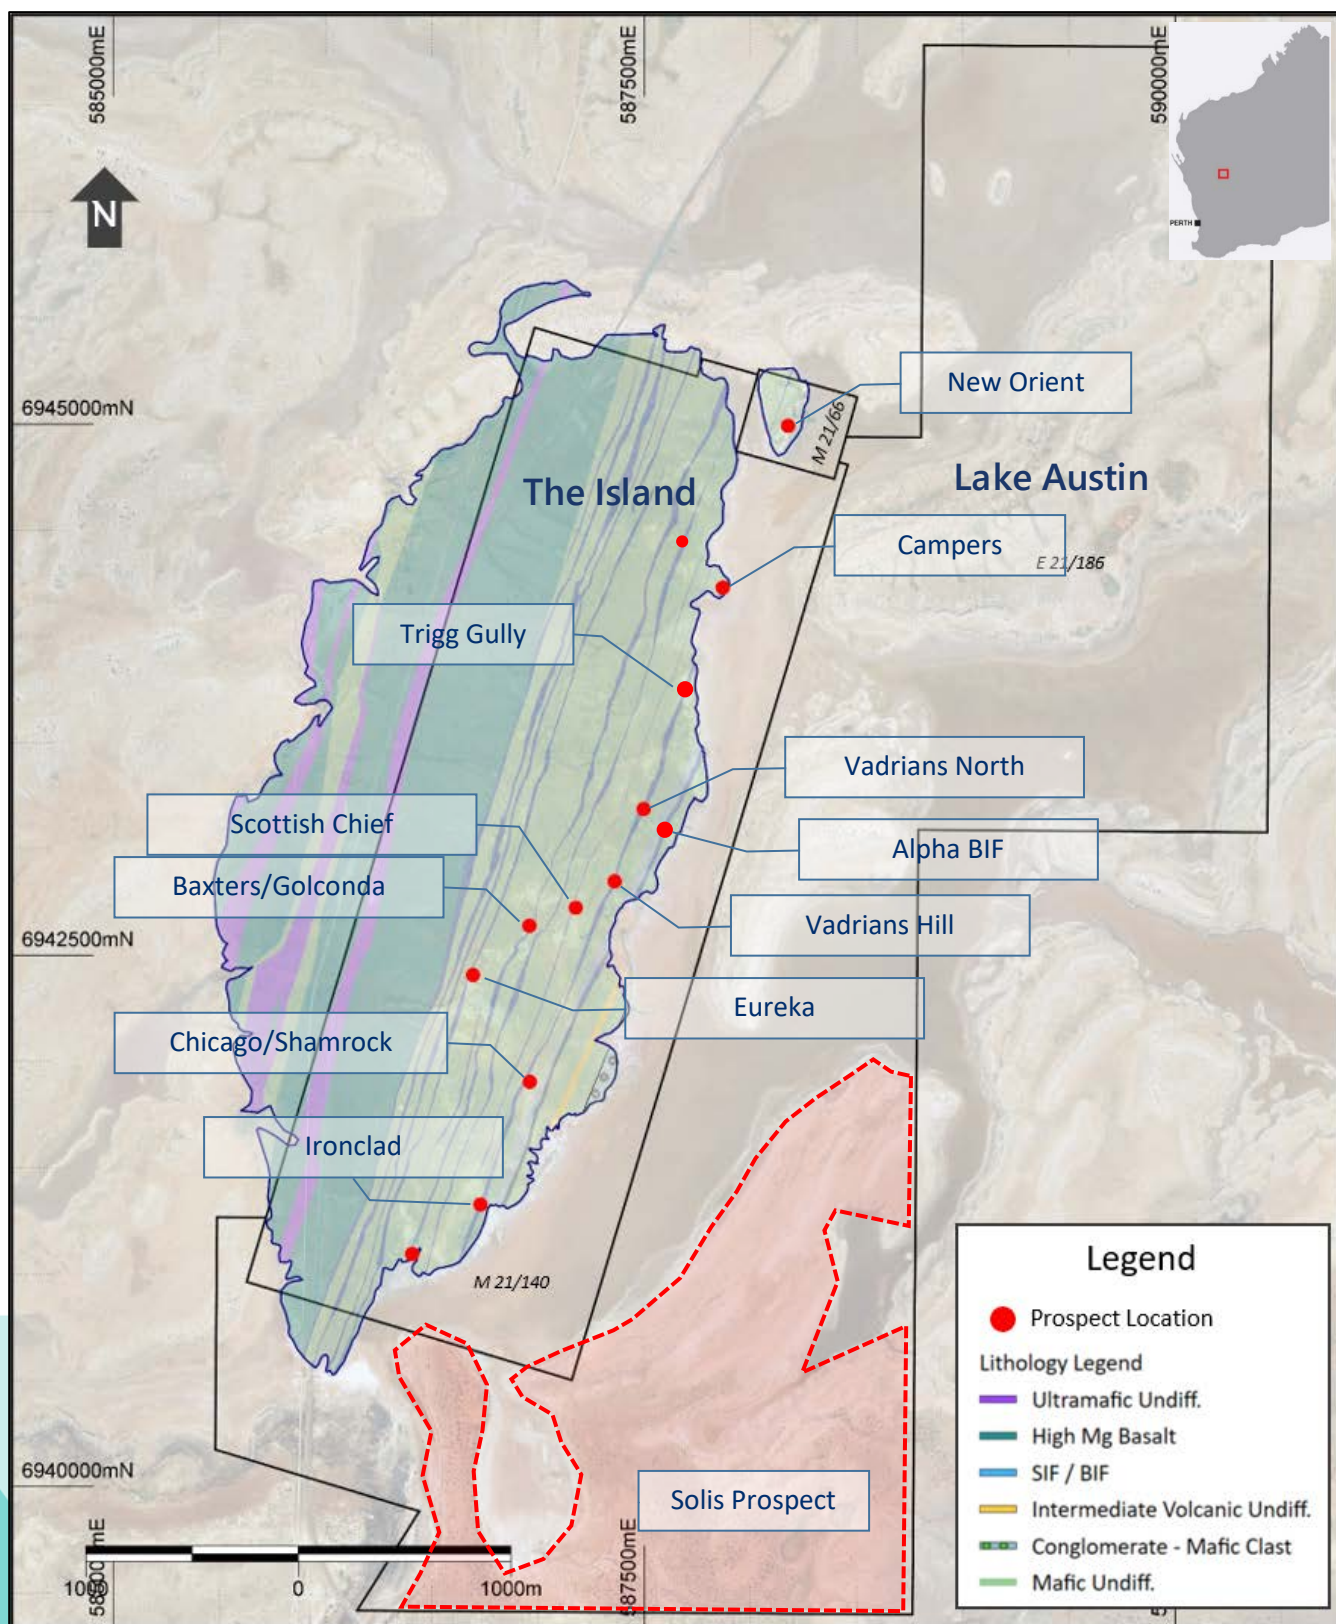 585000mE
587500mE
590000mE
PERTH
N
New Orient
6945000mN
M 21/66
The Island
Lake Austin
Campers
E 21/186
Trigg Gully
Vadrians North
Scottish Chief
Alpha BIF
Baxters/Golconda
Vadrians Hill
6942500mN
Eureka
Chicago/Shamrock
Ironclad
M 21/140
Legend
Prospect Location
Lithology Legend
Ultramafic Undiff.
High Mg Basalt
SIF / BIF
Intermediate Volcanic Undiff.
Conglomerate - Mafic Clast
Mafic Undiff.
6940000mN
Solis Prospect
587500mE
0
1000m